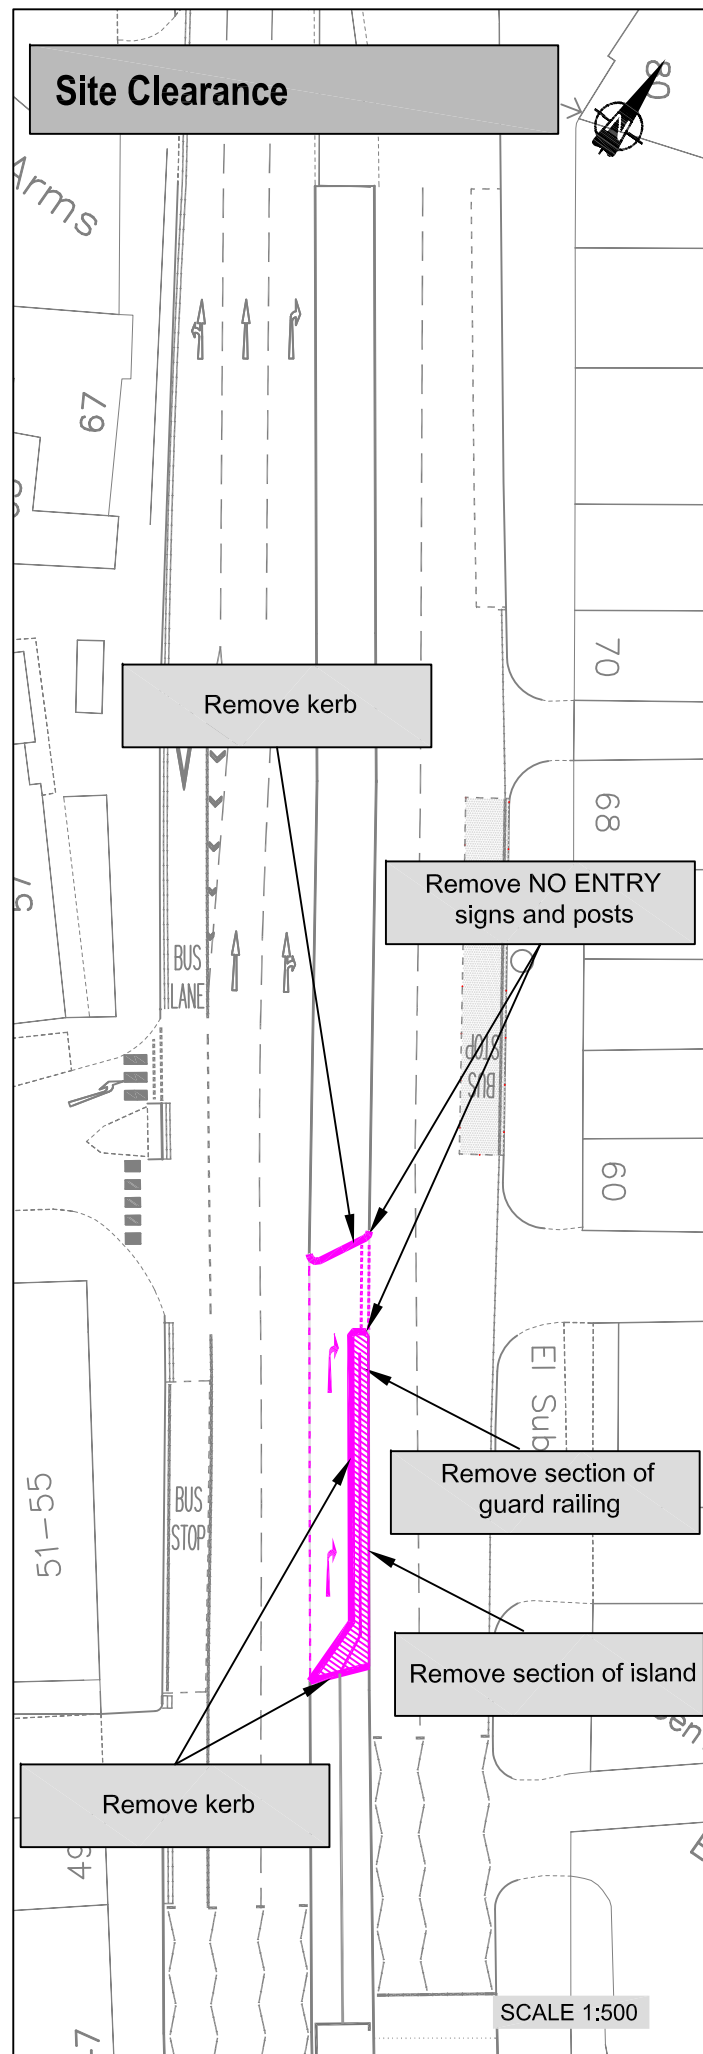 Site Clearance
80
N
Arms
67
70
Remove kerb
68
Remove NO ENTRY
signs and posts
57
BUS
LANE
BUS
STOP
60
El Sub
51-55
BUS
STOP
Remove section of
guard railing
Remove section of island
Remove kerb
49
SCALE 1:500